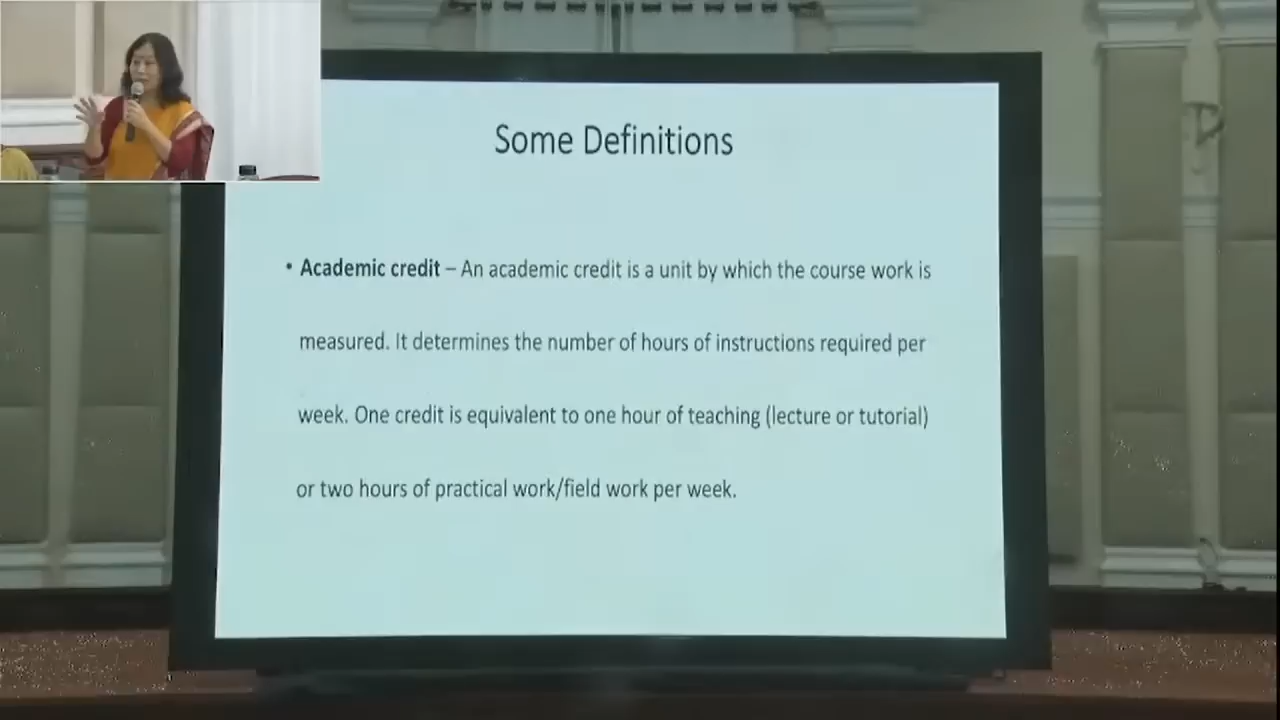 Some Definitions
• Academic credit – An academic credit is a unit by which the course work is
measured. It determines the number of hours of instructions required per
week. One credit is equivalent to one hour of teaching (lecture or tutorial)
or two hours of practical work/field work per week.